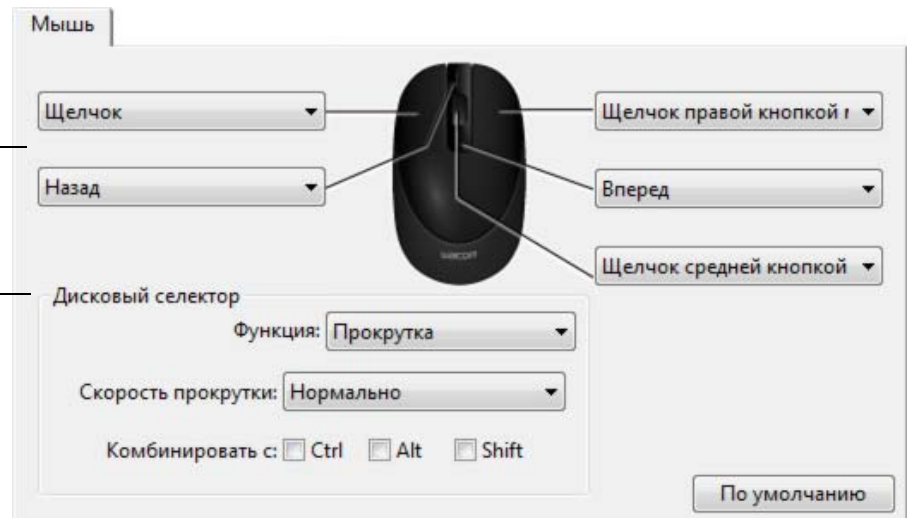 Мышь
Щелчок
Щелчок правой кнопкой г
Назад
Вперед
wacom
Щелчок средней кнопкой
Дисковый селектор
Функция: Прокрутка
Скорость прокрутки: Нормально
Комбинировать с: Ctrl Alt Shift
По умолчанию